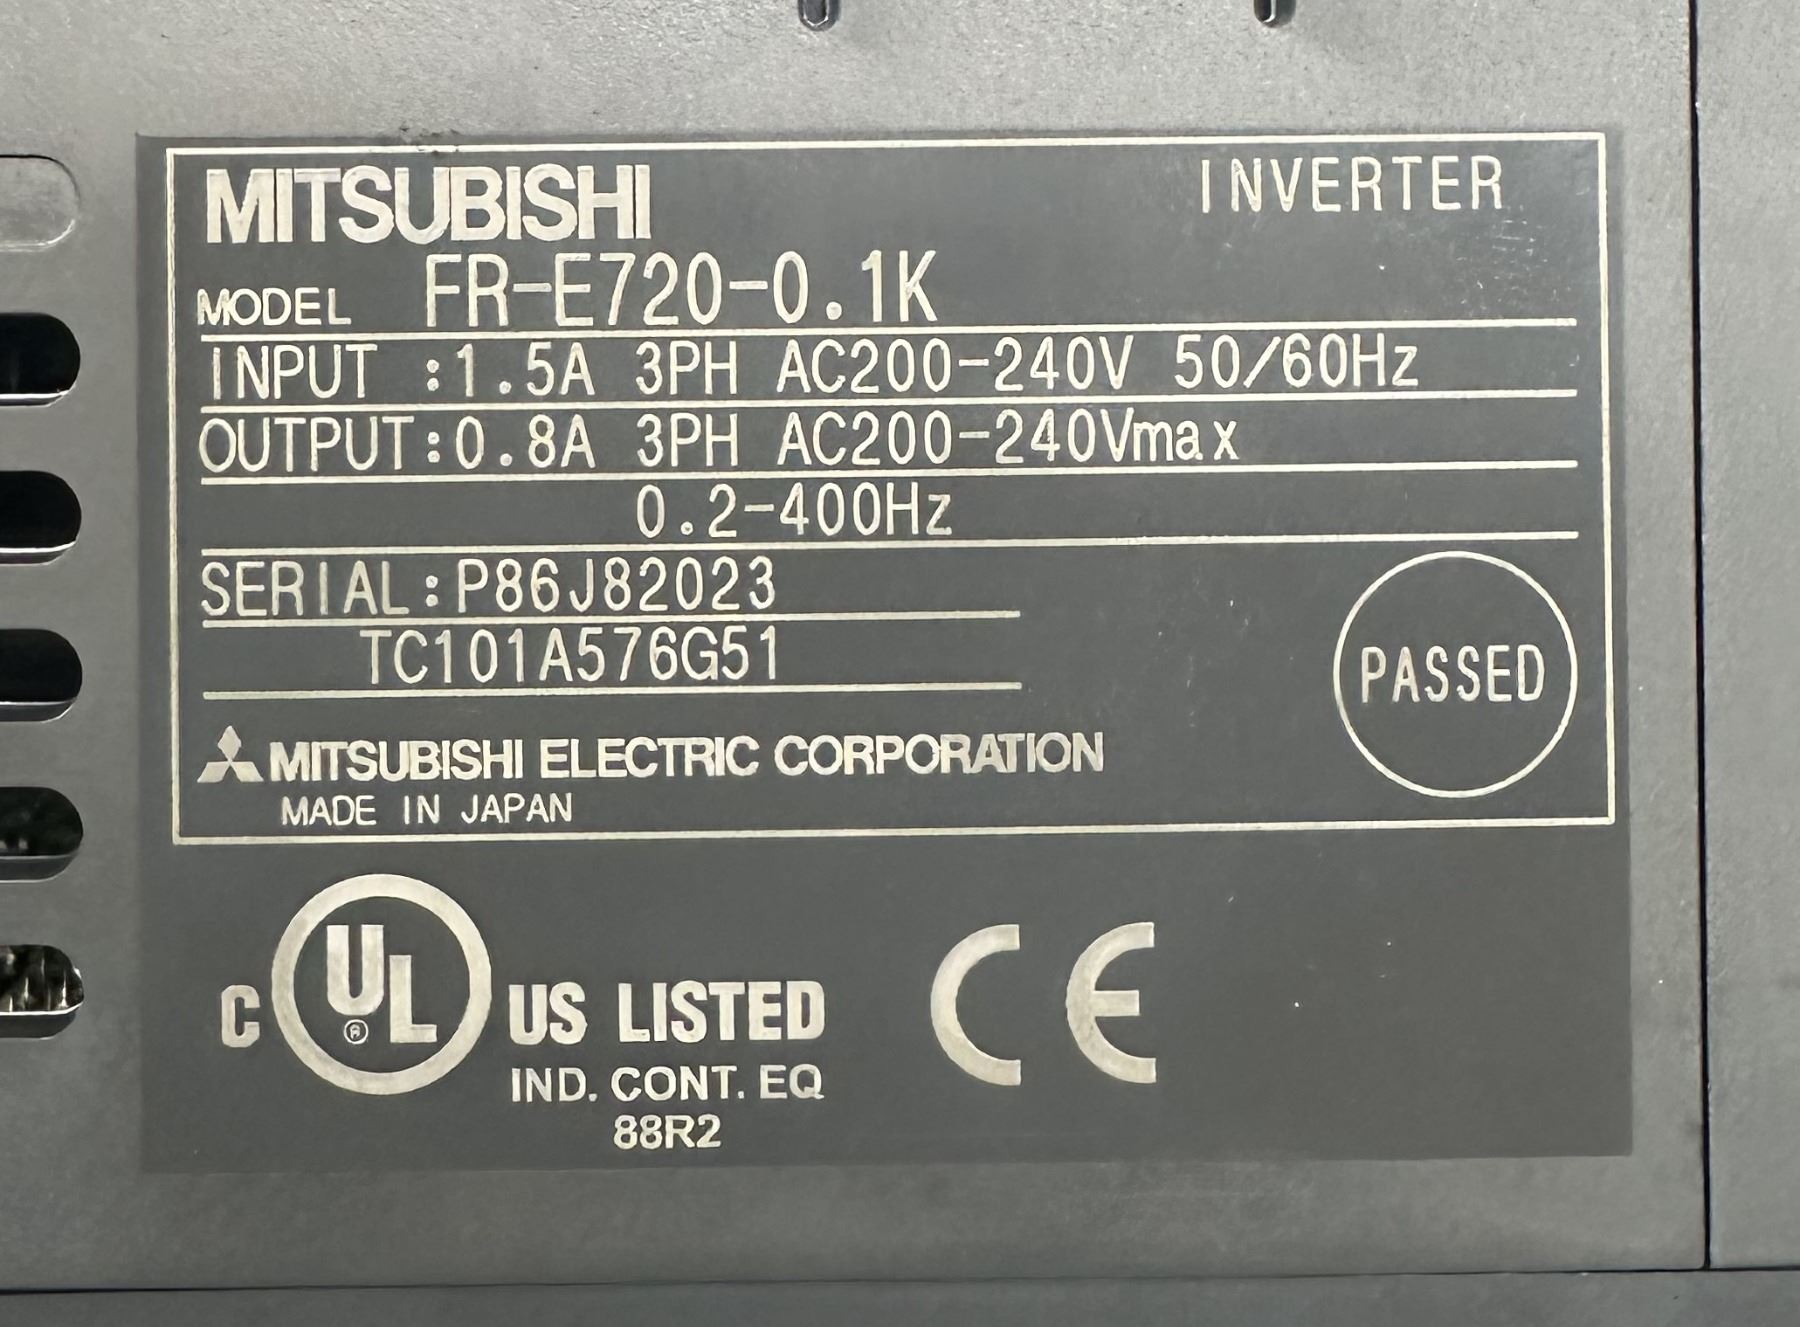 MITSUBISHI INVERTER
MODEL FR-E720-0.1K
INPUT :1.5A 3PH AC200-240V 50/60Hz
OUTPUT:0.8A 3PH AC200-240Vmax
0.2-400Hz
SERIAL:P86J82023
TC101A576G51
PASSED
MITSUBISHI ELECTRIC CORPORATION
MADE IN JAPAN
C UL ® US LISTED
IND. CONT. EQ
88R2
CE